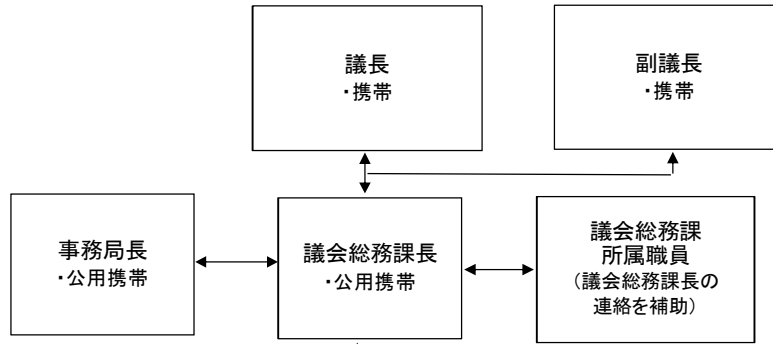 議長
・携帯
副議長
・携帯
事務局長
・公用携帯
議会総務課長
・公用携帯
議会総務課
所属職員
（議会総務課長の
連絡を補助）